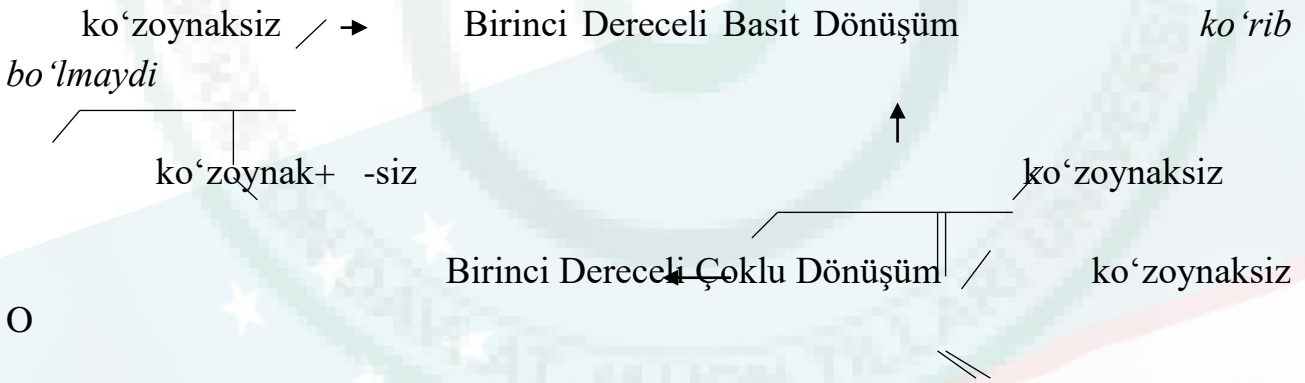 ko‘zoynaksiz Birinci Dereceli Basit Dönüşüm ko‘rib
bo‘lmaydi
ko‘zoynak+ -siz ko‘zoynaksiz
Birinci Dereceli Çoklu Dönüşüm ko‘zoynaksiz
O